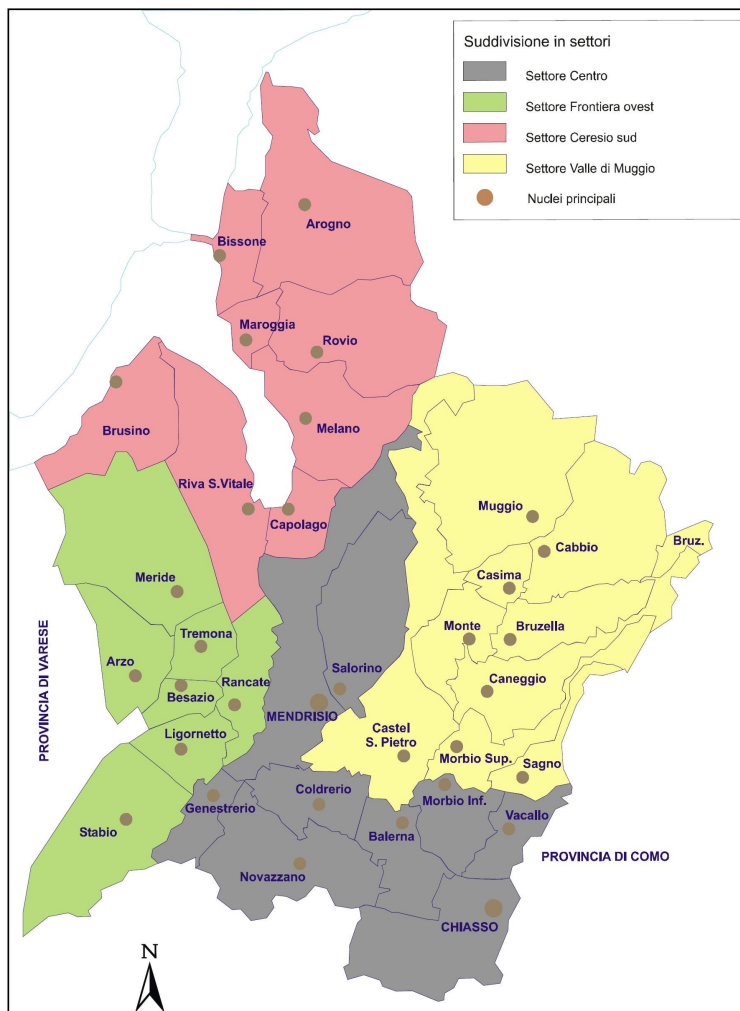 Suddivisione in settori
Settore Centro
Settore Frontiera ovest
Settore Ceresio sud
Settore Valle di Muggio
Nuclei principali
Arogno
Bissone
Maroggia
Rovio
Brusino
Melano
Riva S.Vitale
Capolago
Muggio
Cabbio
Bruz.
Casima
Meride
Monte
Bruzella
Tremona
Arzo
Besazio
Rancate
Salorino
Caneggio
MENDRISIO
PROVINCIA DI VARESE
Ligornetto
Castel
S. Pietro
Morbio Sup.
Sagno
Genestrerio
Coldrerio
Morbio Inf.
Vacallo
Stabio
Balerna
PROVINCIA DI COMO
Novazzano
CHIASSO
N